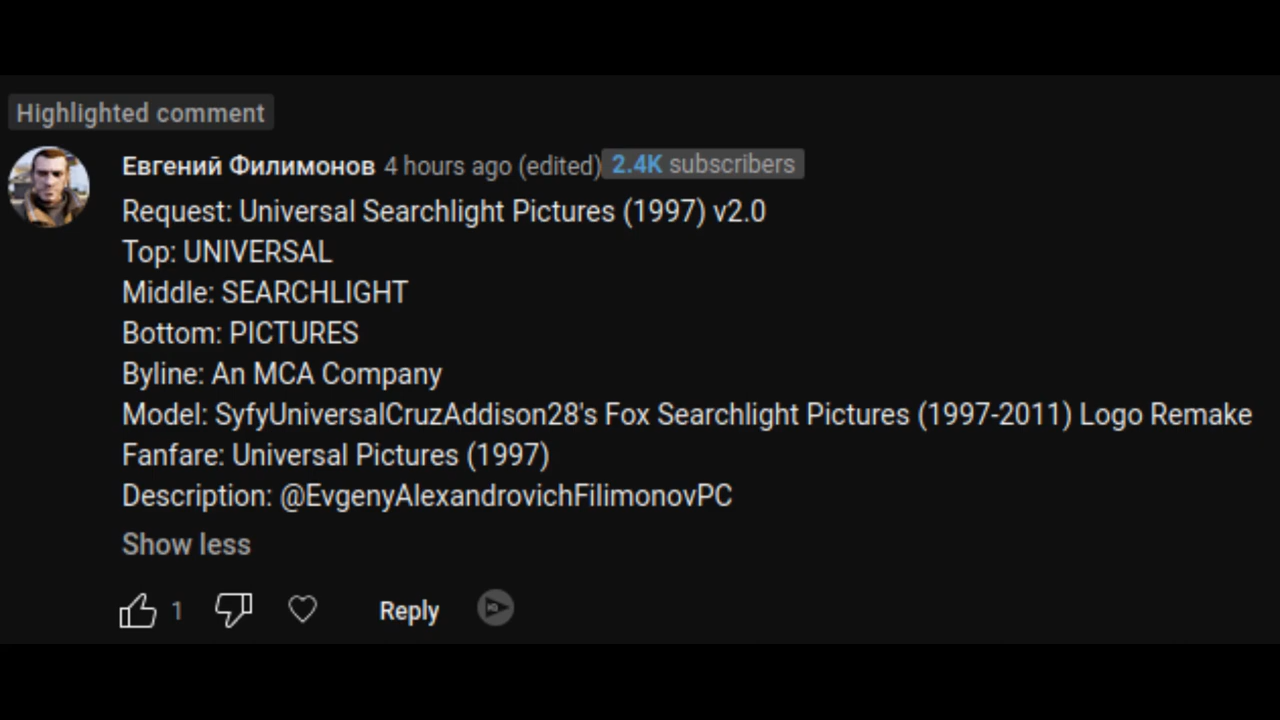 Highlighted comment
Евгений Филимонов 4 hours ago (edited) 2.4K subscribers
Request: Universal Searchlight Pictures (1997) v2.0
Top: UNIVERSAL
Middle: SEARCHLIGHT
Bottom: PICTURES
Byline: An MCA Company
Model: SyfyUniversalCruzAddison28's Fox Searchlight Pictures (1997-2011) Logo Remake
Fanfare: Universal Pictures (1997)
Description: @EvgenyAlexandrovichFilimonovPC
Show less
1 Reply